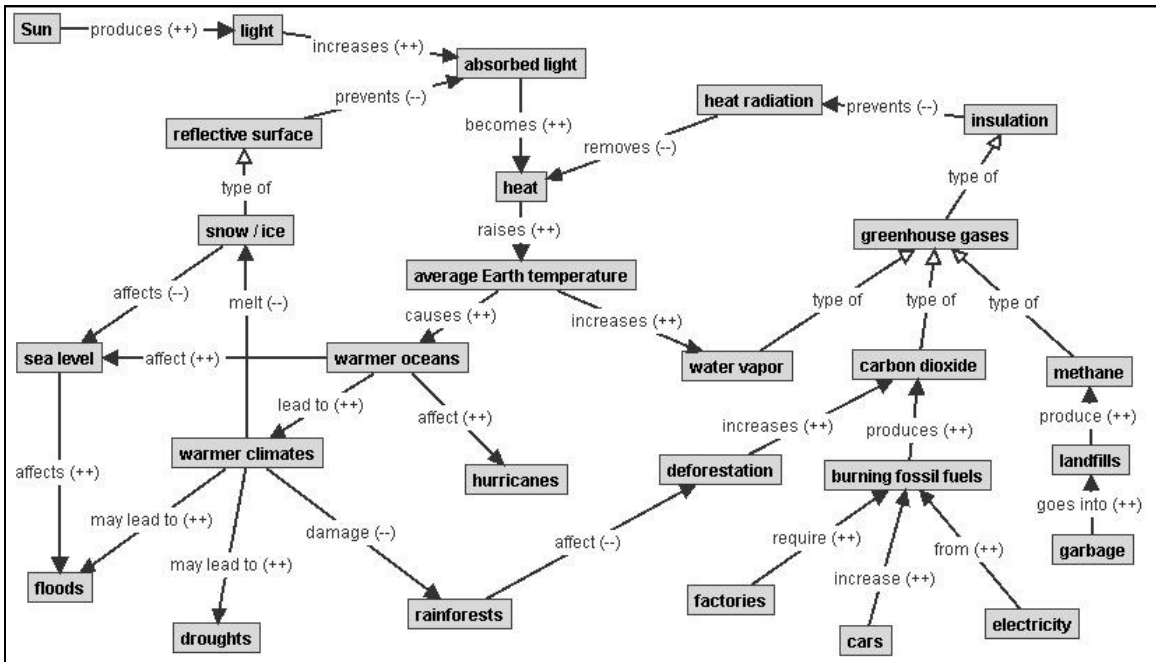 Sun
produces (++)
light
increases (++)
absorbed light
prevents (--)
heat radiation
prevents (--)
insulation
reflective surface
becomes (++)
removes (--)
type of
type of
heat
snow / ice
raises (++)
greenhouse gases
average Earth temperature
affects (--)
melt (--)
causes (++)
increases (++)
type of
type of
type of
sea level
affect (++)
warmer oceans
water vapor
carbon dioxide
methane
lead to (++)
affect (++)
increases (++)
produces (++)
produce (++)
warmer climates
hurricanes
deforestation
burning fossil fuels
landfills
affects (++)
goes into (++)
may lead to (++)
damage (--)
affect (--)
require (++)
from (++)
garbage
may lead to (++)
increase (++)
floods
rainforests
factories
electricity
droughts
cars